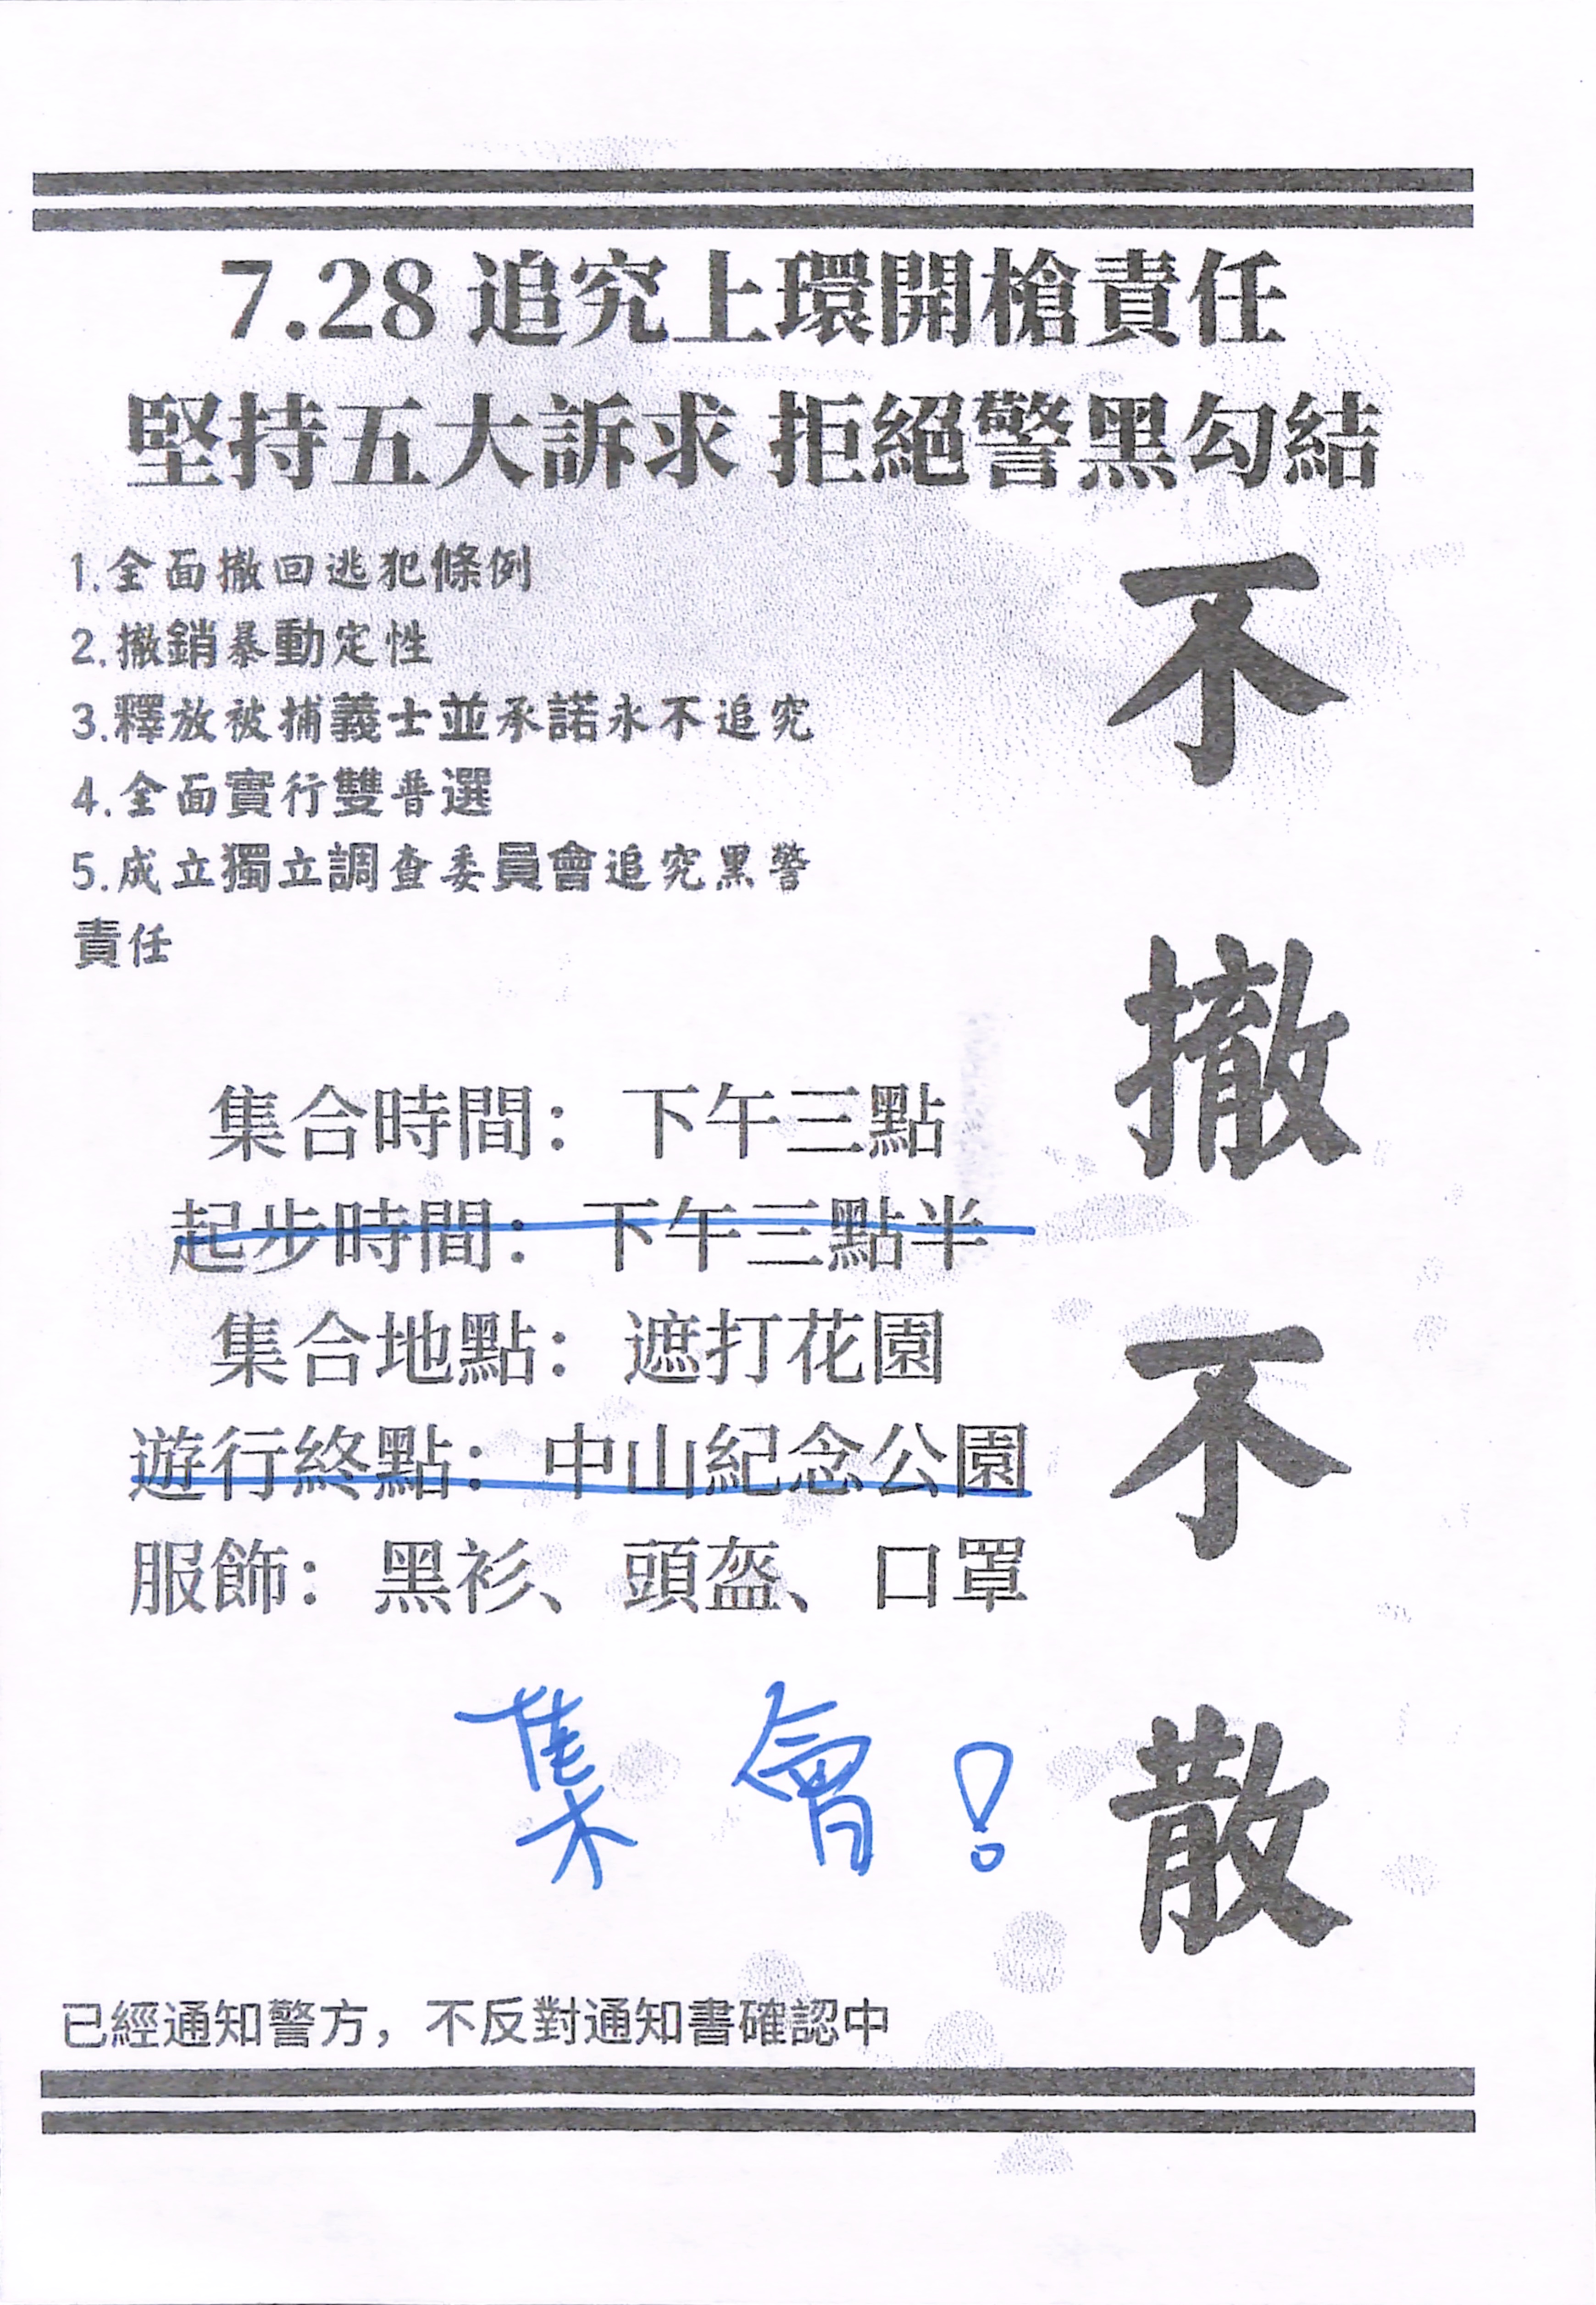 7.28 追究上環開槍責任
堅持五大訴求 拒絕警黑勾結
1.全面撤回逃犯條例
2.撤銷暴動定性
3.釋放被捕義士並承諾永不追究
4.全面實行雙普選
5.成立獨立調查委員會追究黑警
責任
不
撤
不
散
集合時間：下午三點
起步時間：下午三點半
集合地點：遮打花園
遊行終點：中山紀念公園
服飾：黑衫、頭盔、口罩
集會！
已經通知警方，不反對通知書確認中